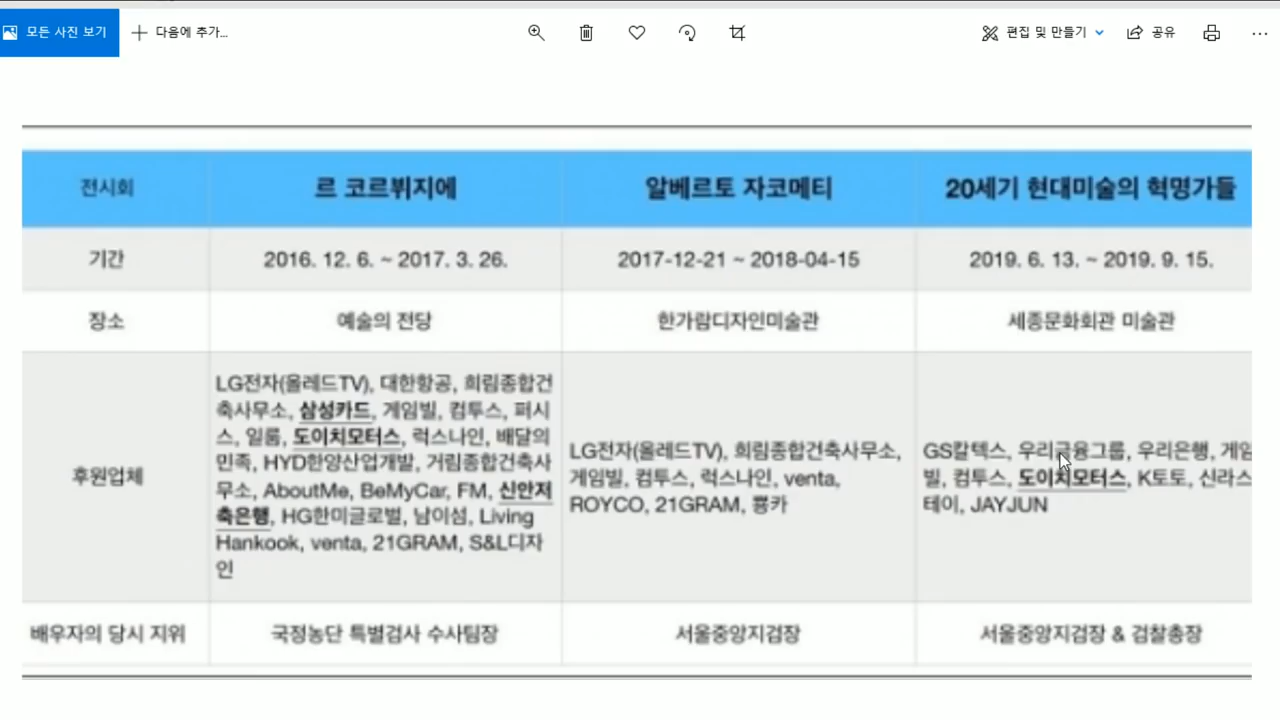 모든 사진 보기
다음에 추가...
편집 및 만들기
공유
전시회
르 코르뷔지에
알베르토 자코메티
20세기 현대미술의 혁명가들
기간
2016. 12. 6. ~ 2017. 3. 26.
2017-12-21 ~ 2018-04-15
2019. 6. 13. ~ 2019. 9. 15.
장소
예술의 전당
한가람디자인미술관
세종문화회관 미술관
후원업체
LG전자(올레드TV), 대한항공, 희림종합건
축사무소, 삼성카드, 게임빌, 컴투스, 퍼시
스, 일룸, 도이치모터스, 럭스나인, 배달의
민족, HYD한양산업개발, 거림종합건축사
무소, AboutMe, BeMyCar, FM, 신안저
축은행, HG한미글로벌, 남이섬, Living
Hankook, venta, 21GRAM, S&L디자
인
LG전자(올레드TV), 희림종합건축사무소,
게임빌, 컴투스, 럭스나인, venta,
ROYCO, 21GRAM, 뿅카
GS칼텍스, 우리금융그룹, 우리은행, 게임
빌, 컴투스, 도이치모터스, K토토, 신라스
테이, JAYJUN
배우자의 당시 지위
국정농단 특별검사 수사팀장
서울중앙지검장
서울중앙지검장 & 검찰총장